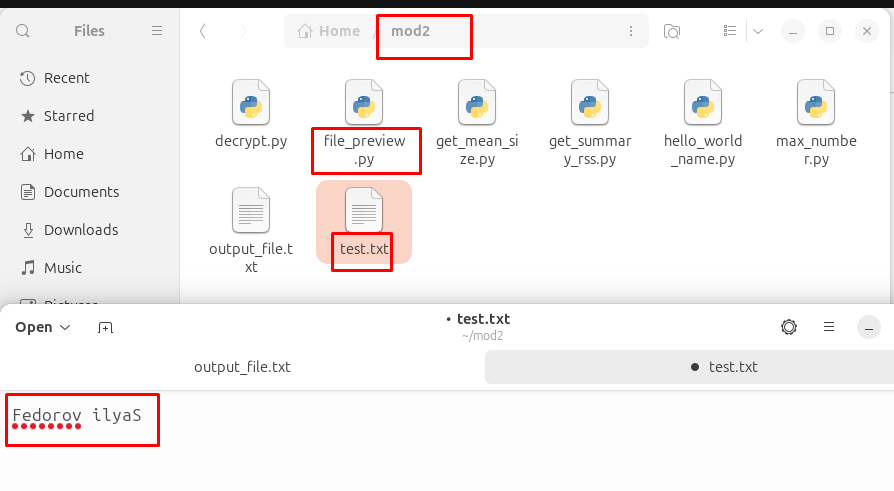 Files
Home / mod2
Recent
Starred
Home
Documents
Downloads
Music
decrypt.py
file_preview
.py
get_mean_si
ze.py
get_summar
y_rss.py
hello_world
_name.py
max_numbe
r.py
output_file.t
xt
test.txt
Open
• test.txt
~/mod2
output_file.txt
● test.txt
Fedorov ilyaS